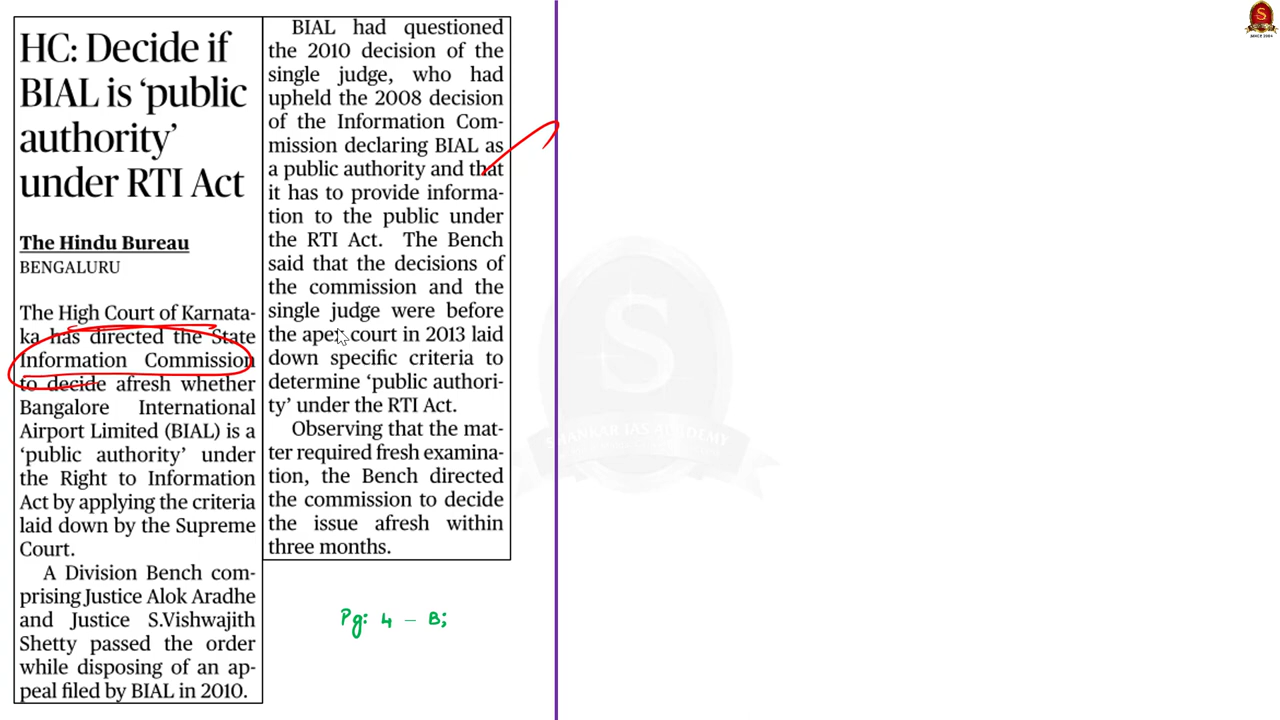 HC: Decide if
BIAL is ‘public
authority’
under RTI Act
The Hindu Bureau
BENGALURU
The High Court of Karnata-
ka has directed the State
Information Commission
to decide afresh whether
Bangalore International
Airport Limited (BIAL) is a
‘public authority’ under
the Right to Information
Act by applying the criteria
laid down by the Supreme
Court.
A Division Bench com-
prising Justice Alok Aradhe
and Justice S.Vishwajith
Shetty passed the order
while disposing of an ap-
peal filed by BIAL in 2010.
BIAL had questioned
the 2010 decision of the
single judge, who had
upheld the 2008 decision
of the Information Com-
mission declaring BIAL as
a public authority and that
it has to provide informa-
tion to the public under
the RTI Act. The Bench
said that the decisions of
the commission and the
single judge were before
the apex court in 2013 laid
down specific criteria to
determine ‘public authori-
ty’ under the RTI Act.
Observing that the mat-
ter required fresh examina-
tion, the Bench directed
the commission to decide
the issue afresh within
three months.
Pg: 4 – B;
S
SHANKAR IAS ACADEMY
S
SINCE 2004